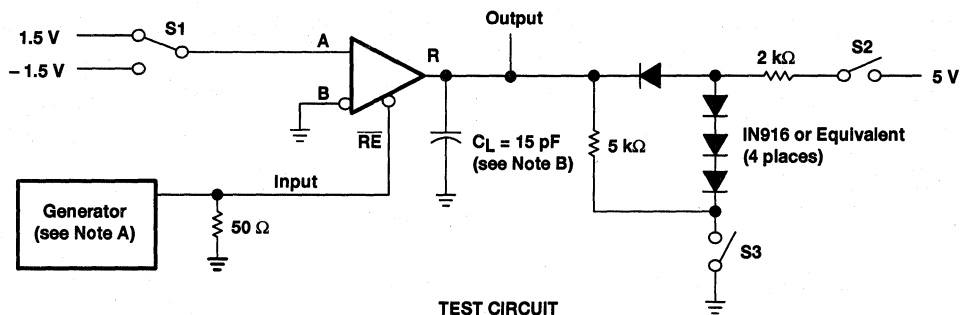 1.5 V
– 1.5 V
S1
A
B
R
RE
Output
CL = 15 pF
(see Note B)
5 kΩ
2 kΩ
S2
5 V
IN916 or Equivalent
(4 places)
S3
Input
Generator
(see Note A)
50 Ω
TEST CIRCUIT